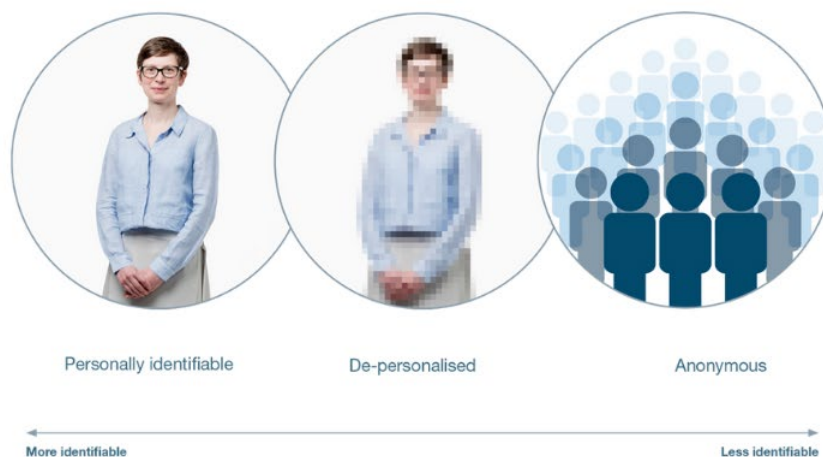 Personally identifiable
De-personalised
Anonymous
More identifiable
Less identifiable